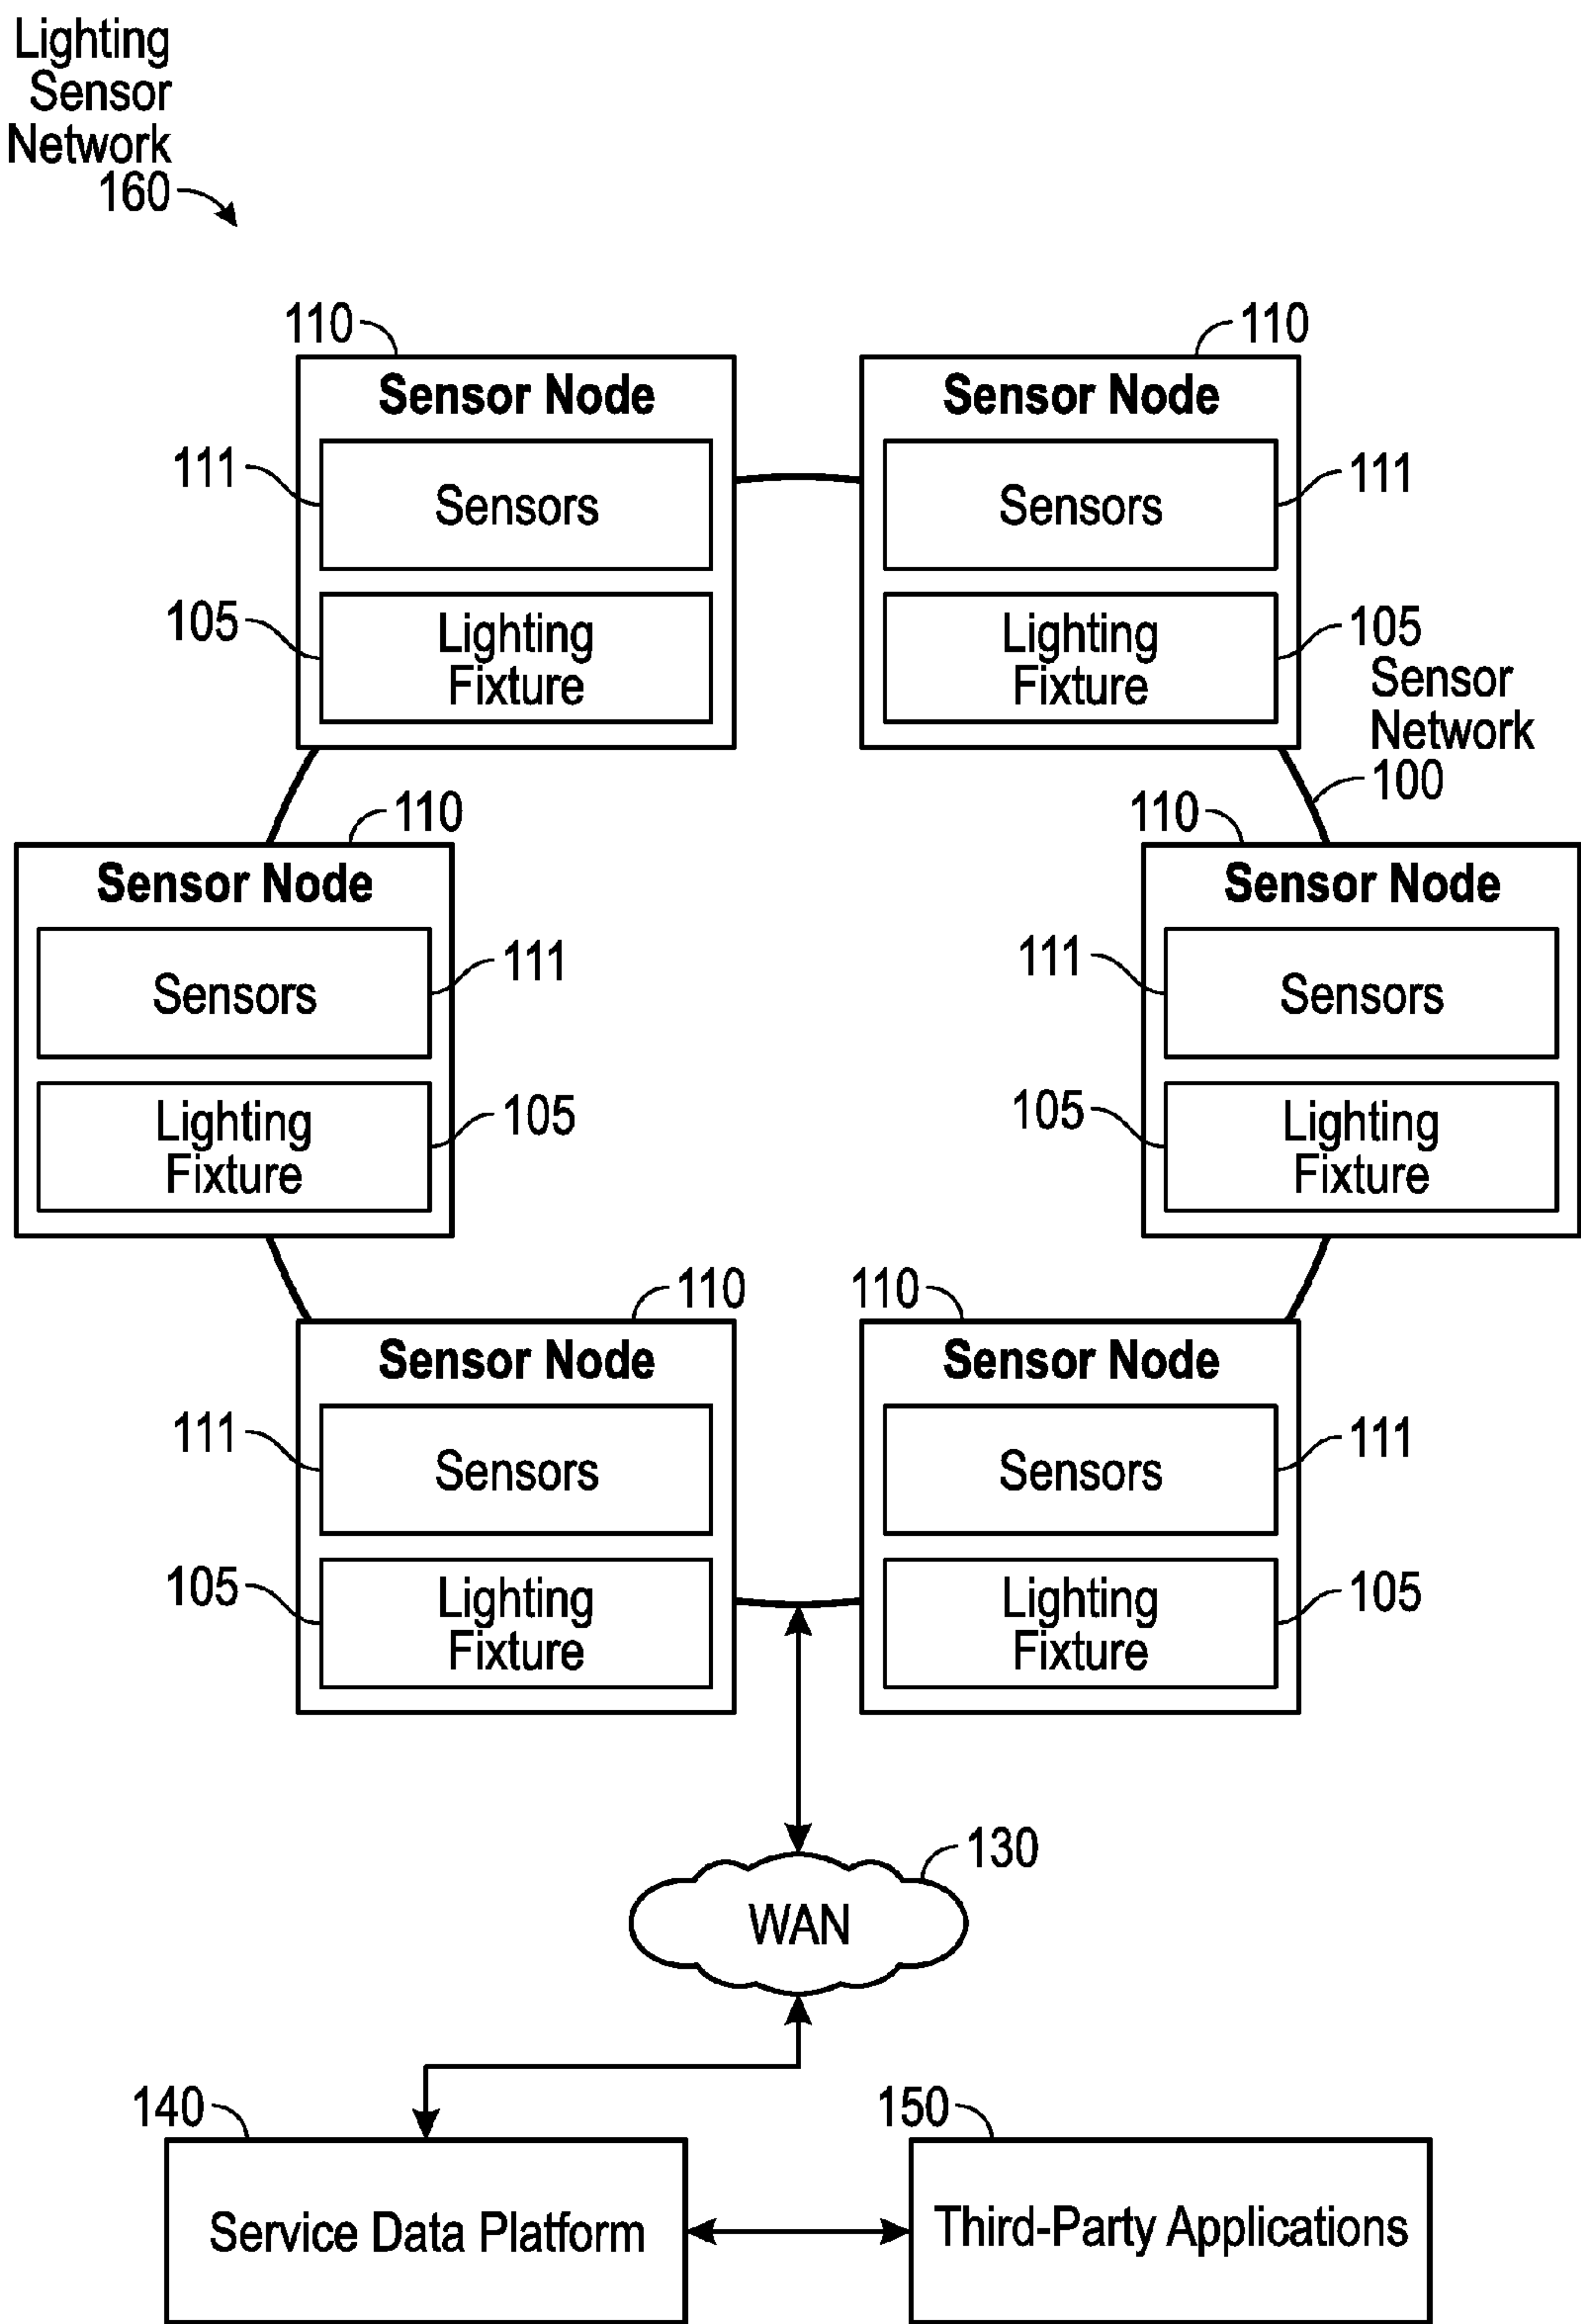 Lighting
Sensor
Network
160
110
110
Sensor Node
Sensor Node
111
Sensors
Sensors
111
105
Lighting
Fixture
Lighting
Fixture
105
Sensor
Network
100
110
110
Sensor Node
Sensor Node
Sensors
111
111
Sensors
Lighting
Fixture
105
105
Lighting
Fixture
110
110
Sensor Node
Sensor Node
111
Sensors
Sensors
111
105
Lighting
Fixture
Lighting
Fixture
105
130
WAN
140
150
Service Data Platform
Third-Party Applications